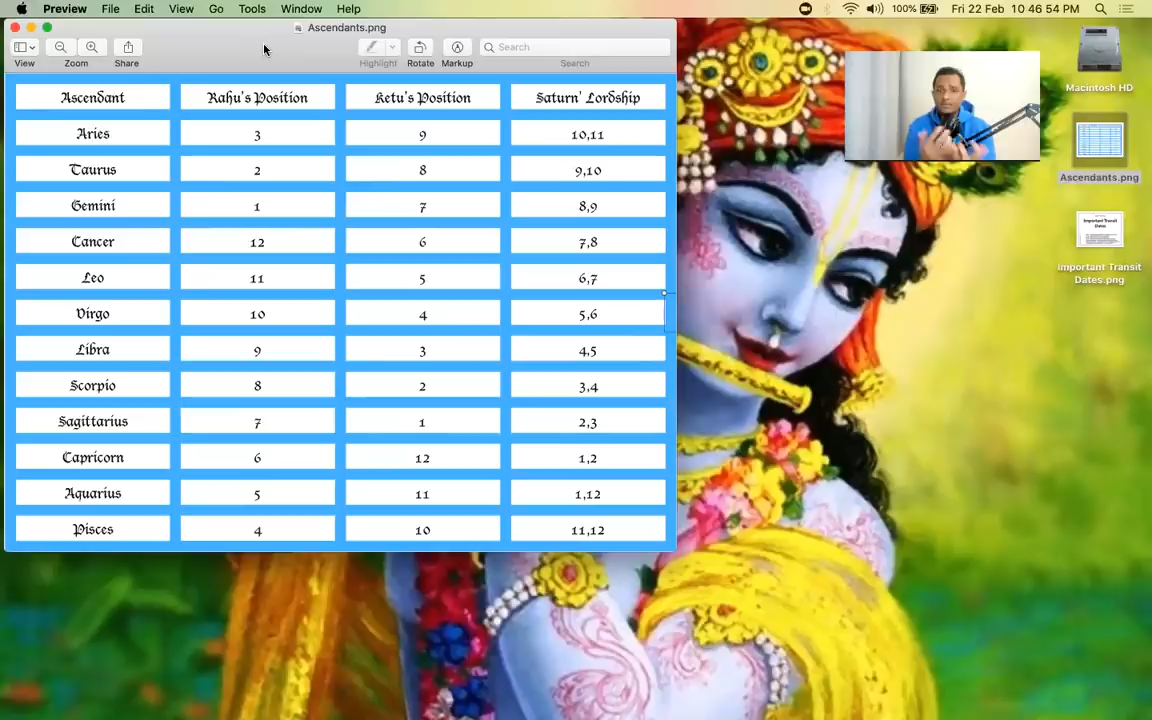 Preview File Edit View Go Tools Window Help 100% Fri 22 Feb 10 46 54 PM
Ascendants.png
Search
View Zoom Share Highlight Rotate Markup Search
Ascendant Rahu's Position Ketu's Position Saturn' Lordship
Aries 3 9 10,11
Taurus 2 8 9,10
Gemini 1 7 8,9
Cancer 12 6 7,8
Leo 11 5 6,7
Virgo 10 4 5,6
Libra 9 3 4,5
Scorpio 8 2 3,4
Sagittarius 7 1 2,3
Capricorn 6 12 1,2
Aquarius 5 11 1,12
Pisces 4 10 11,12
Macintosh HD
Ascendants.png
Important Transit
Dates
Important Transit
Dates.png